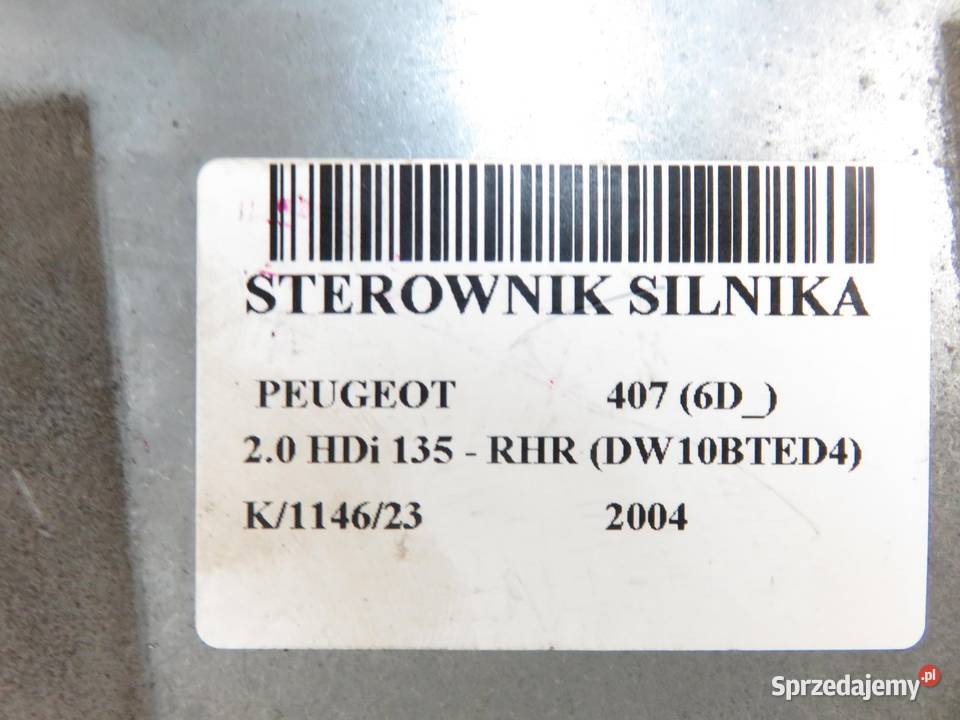 STEROWNIK SILNIKA
PEUGEOT 407 (6D_)
2.0 HDi 135 - RHR (DW10BTED4)
K/1146/23 2004
Sprzedajemy.pl